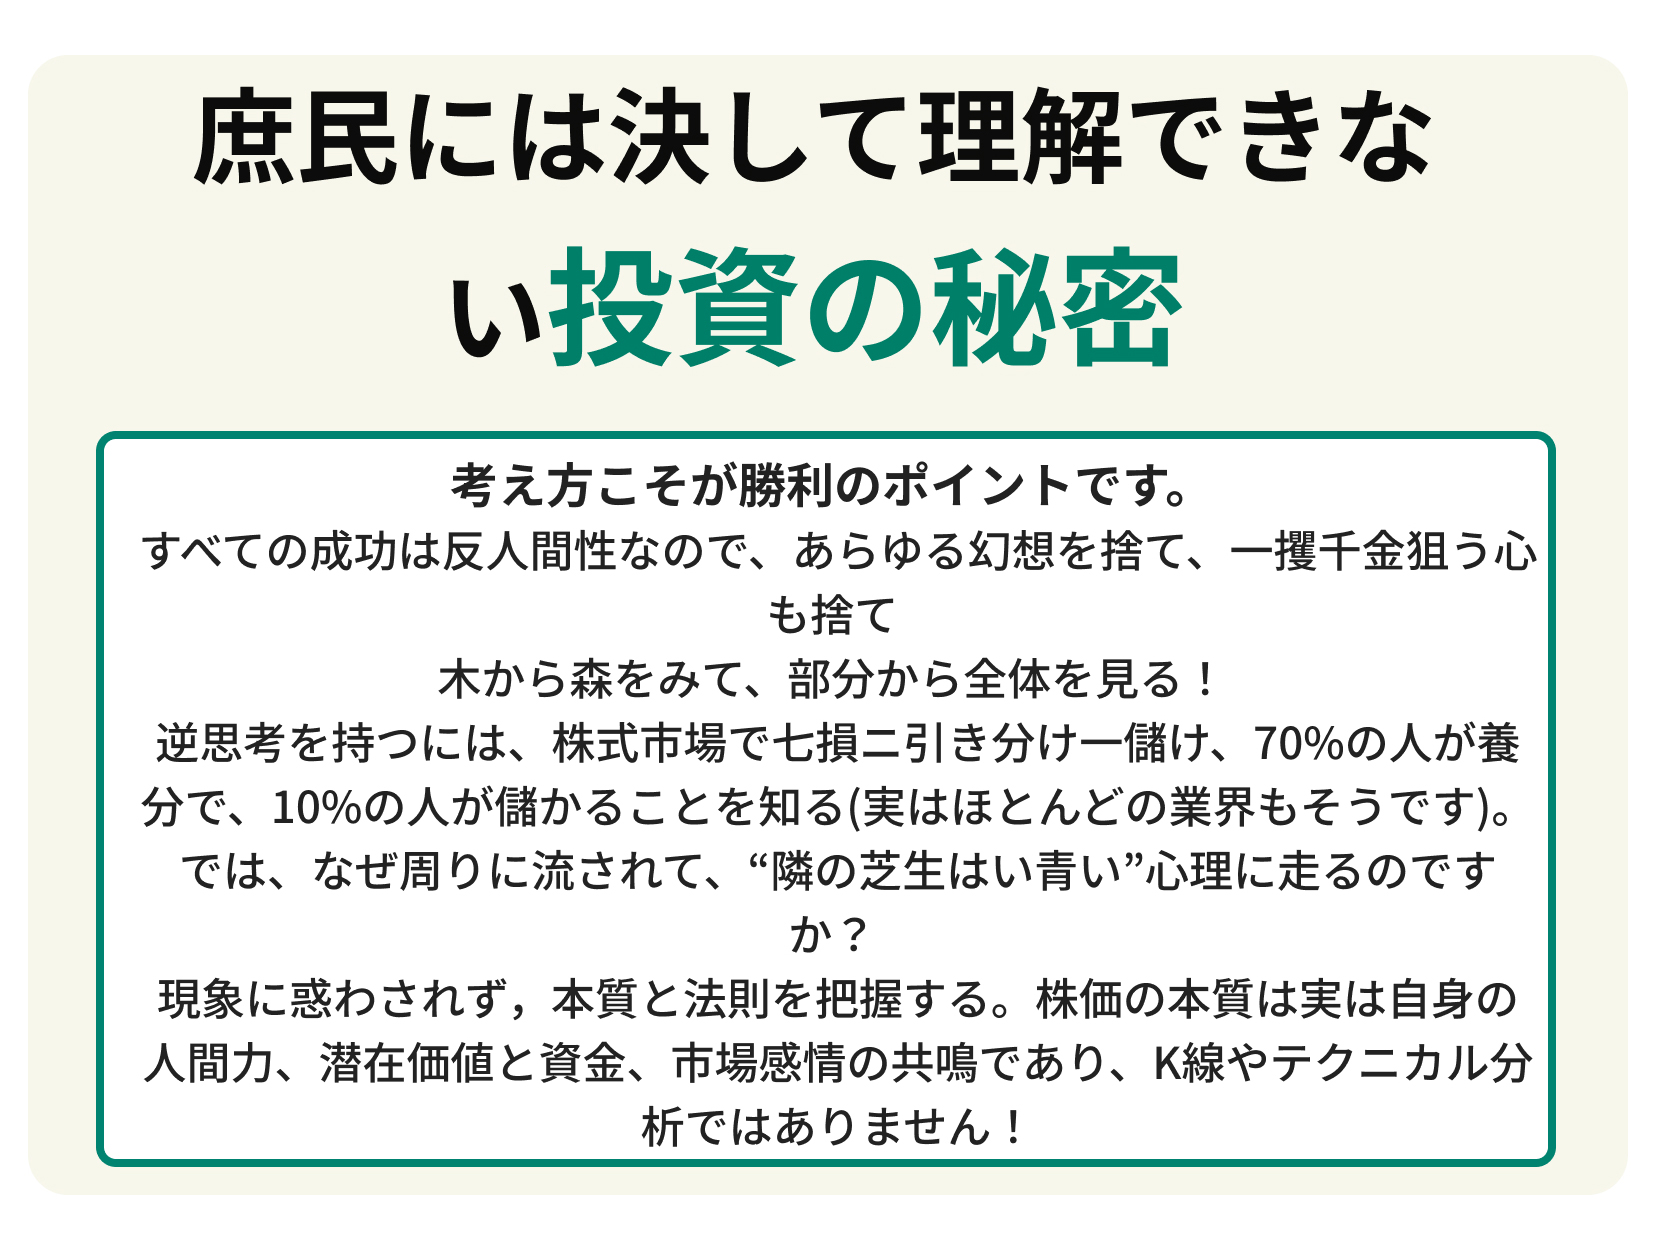 庶民には決して理解できな
い投資の秘密
考え方こそが勝利のポイントです。
すべての成功は反人間性なので、あらゆる幻想を捨て、一攫千金狙う心
も捨て
木から森をみて、部分から全体を見る！
逆思考を持つには、株式市場で七損ニ引き分け一儲け、70%の人が養
分で、10%の人が儲かることを知る(実はほとんどの業界もそうです)。
では、なぜ周りに流されて、“隣の芝生はい青い”心理に走るのです
か？
現象に惑わされず，本質と法則を把握する。株価の本質は実は自身の
人間力、潜在価値と資金、市場感情の共鳴であり、K線やテクニカル分
析ではありません！